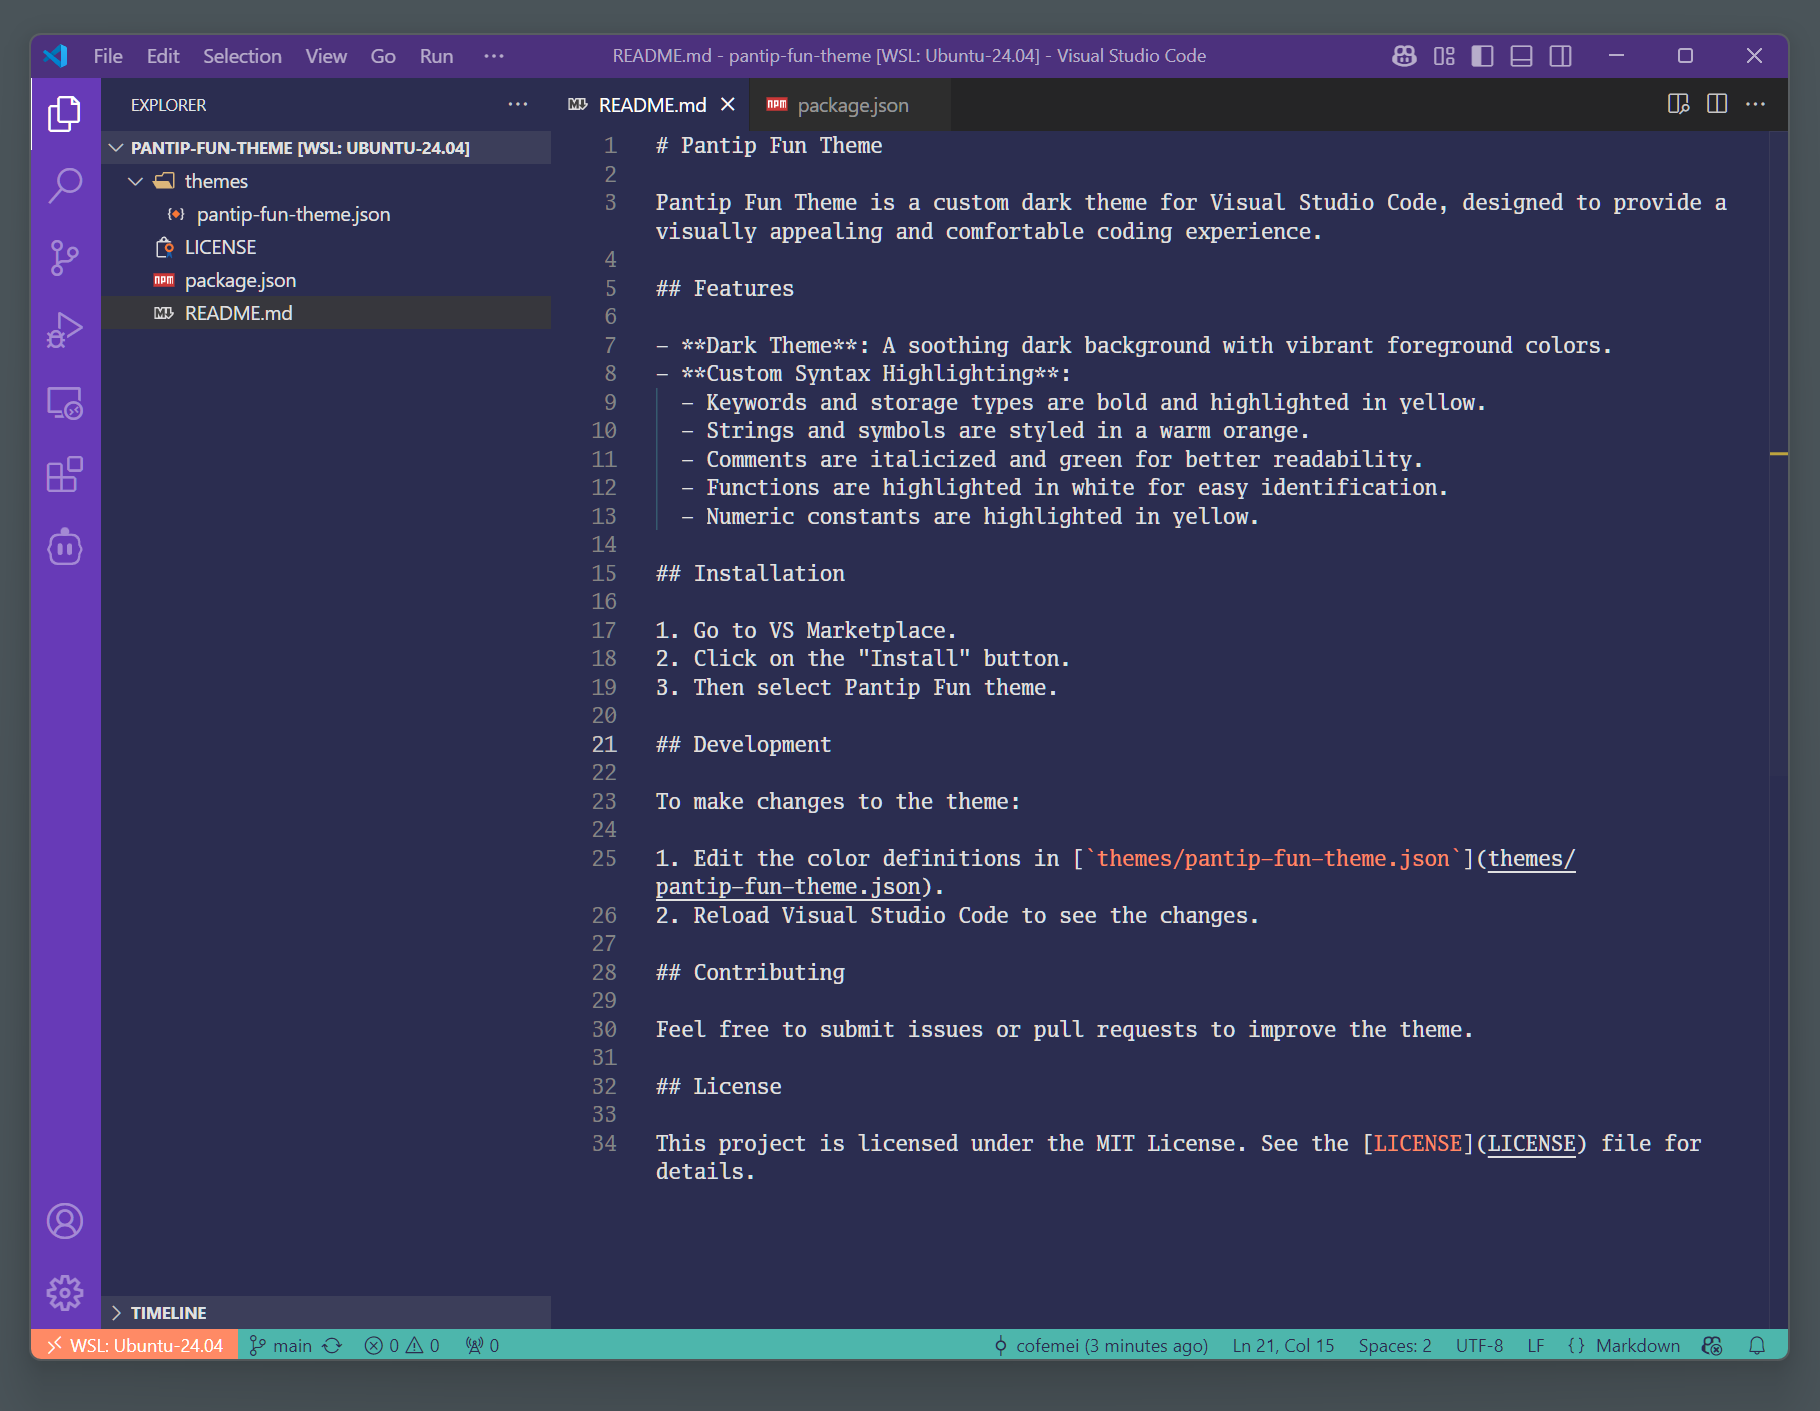 File Edit Selection View Go Run ···
README.md - pantip-fun-theme [WSL: Ubuntu-24.04] - Visual Studio Code
EXPLORER ···
PANTIP-FUN-THEME [WSL: UBUNTU-24.04]
themes
pantip-fun-theme.json
LICENSE
npm package.json
README.md
TIMELINE
README.md
npm package.json
1 # Pantip Fun Theme
2
3 Pantip Fun Theme is a custom dark theme for Visual Studio Code, designed to provide a
visually appealing and comfortable coding experience.
4
5 ## Features
6
7 - **Dark Theme**: A soothing dark background with vibrant foreground colors.
8 - **Custom Syntax Highlighting**:
9 - Keywords and storage types are bold and highlighted in yellow.
10 - Strings and symbols are styled in a warm orange.
11 - Comments are italicized and green for better readability.
12 - Functions are highlighted in white for easy identification.
13 - Numeric constants are highlighted in yellow.
14
15 ## Installation
16
17 1. Go to VS Marketplace.
18 2. Click on the "Install" button.
19 3. Then select Pantip Fun theme.
20
21 ## Development
22
23 To make changes to the theme:
24
25 1. Edit the color definitions in [`themes/pantip-fun-theme.json`](themes/
pantip-fun-theme.json).
26 2. Reload Visual Studio Code to see the changes.
27
28 ## Contributing
29
30 Feel free to submit issues or pull requests to improve the theme.
31
32 ## License
33
34 This project is licensed under the MIT License. See the [LICENSE](LICENSE) file for
details.
WSL: Ubuntu-24.04 main 0 0 0 cofemei (3 minutes ago) Ln 21, Col 15 Spaces: 2 UTF-8 LF {} Markdown